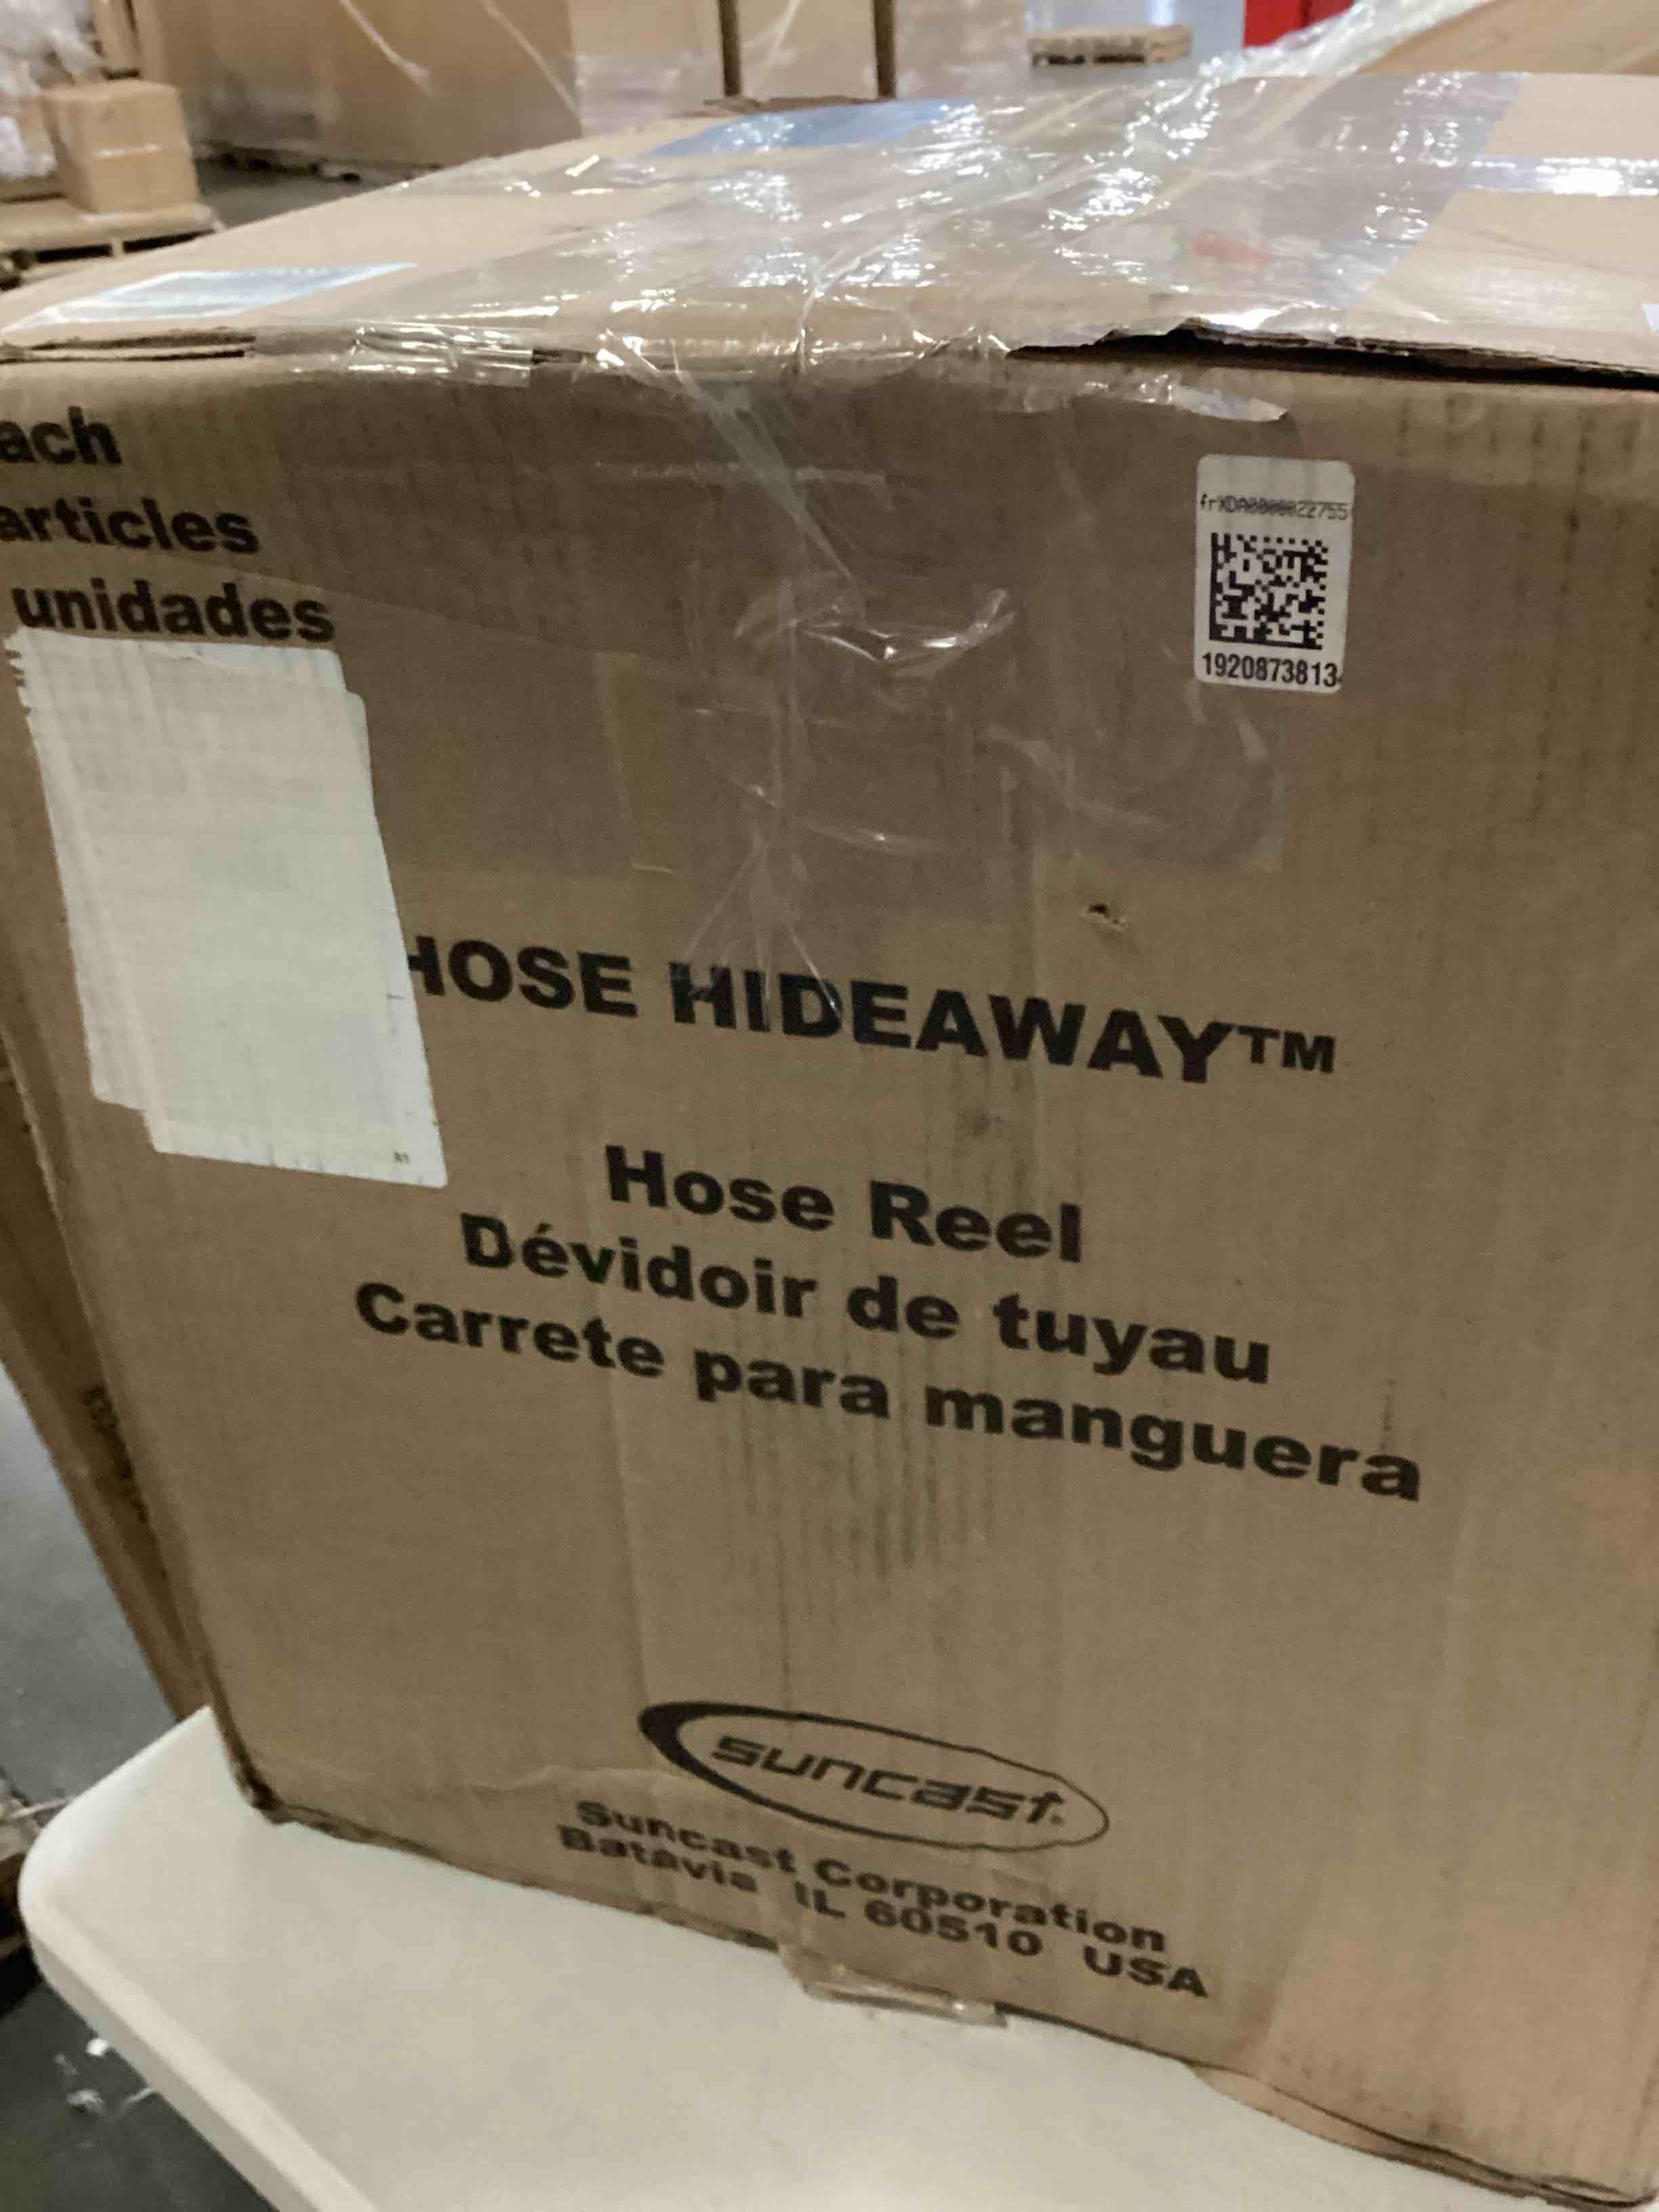 ach
articles
unidades
frXDA0000022755
1920873813
HOSE HIDEAWAY™
Hose Reel
Dévidoir de tuyau
Carrete para manguera
suncast.
Suncast Corporation
Batavia IL 60510 USA